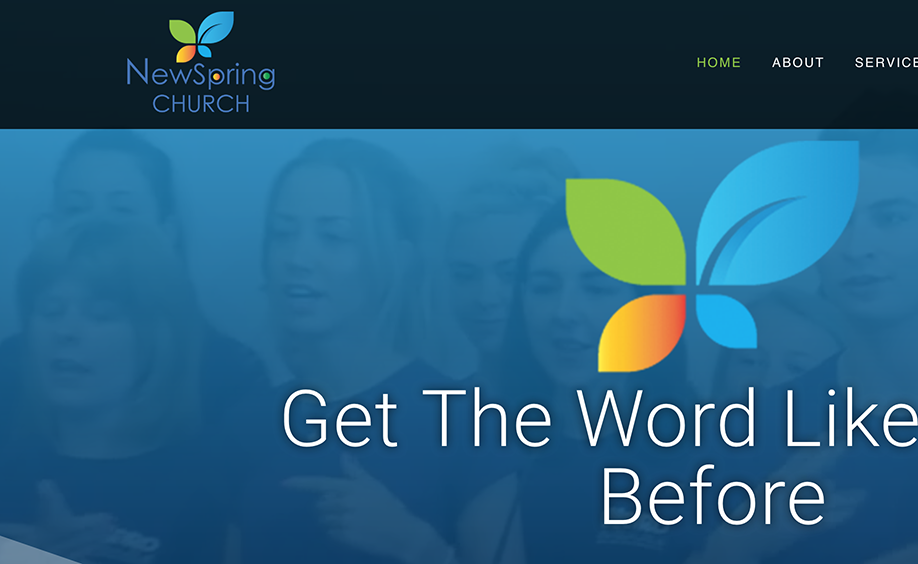 NewSpring
CHURCH
HOME ABOUT SERVICE
Get The Word Like
Before